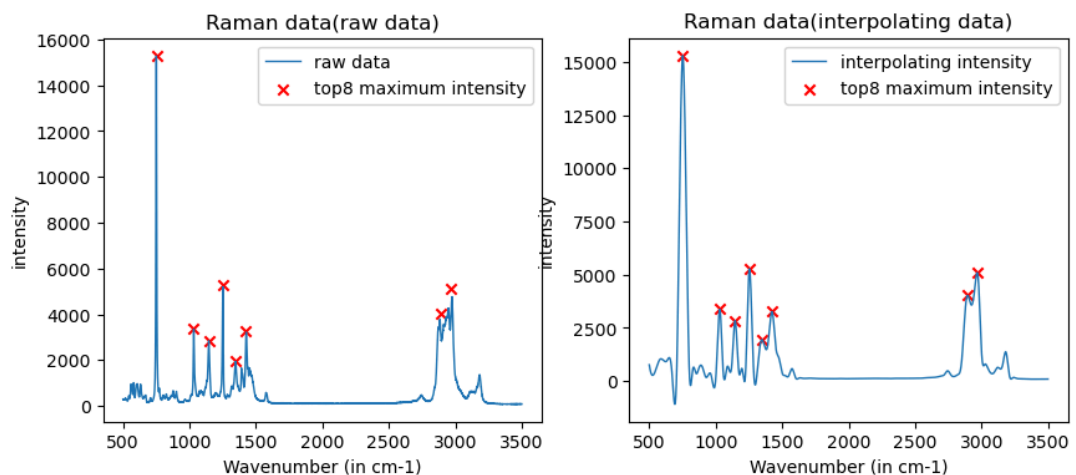 Raman data(raw data)
16000
14000
12000
10000
8000
6000
4000
2000
0
intensity
raw data
top8 maximum intensity
500 1000 1500 2000 2500 3000 3500
Wavenumber (in cm-1)
Raman data(interpolating data)
15000
12500
10000
7500
5000
2500
0
intensity
interpolating intensity
top8 maximum intensity
500 1000 1500 2000 2500 3000 3500
Wavenumber (in cm-1)